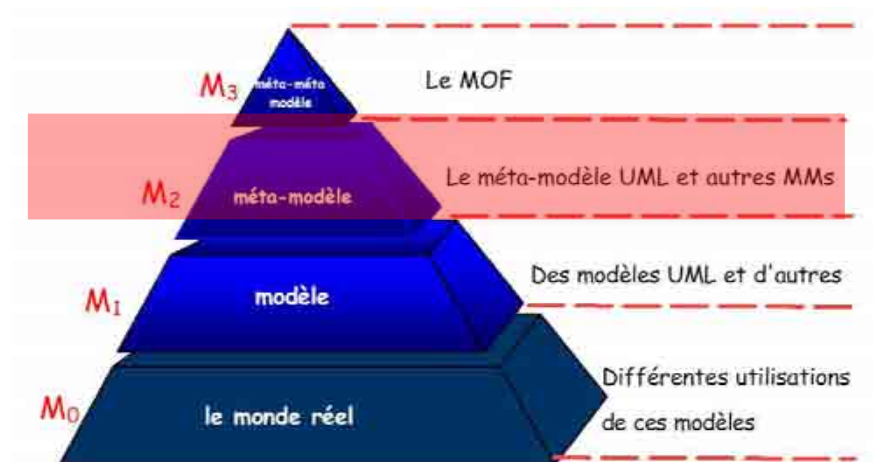 M3
méta-méta
modèle
Le MOF
M2
méta-modèle
Le méta-modèle UML et autres MMs
M1
modèle
Des modèles UML et d'autres
M0
le monde réel
Différentes utilisations
de ces modèles